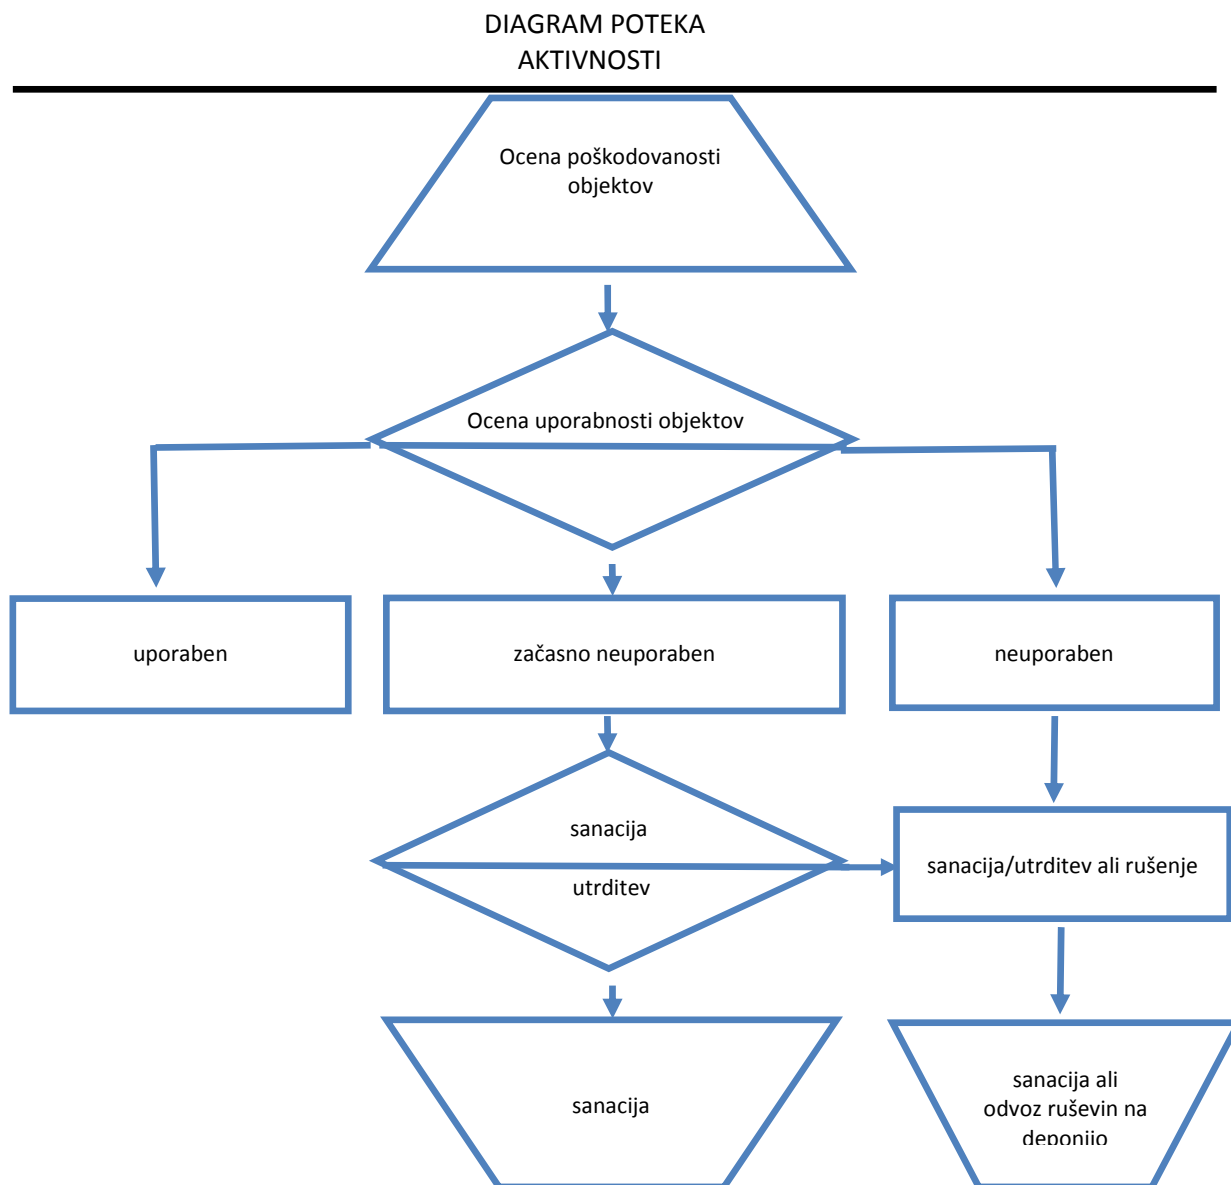 DIAGRAM POTEKA
AKTIVNOSTI
Ocena poškodovanosti
objektov
Ocena uporabnosti objektov
uporaben
začasno neuporaben
neuporaben
sanacija
utrditev
sanacija/utrditev ali rušenje
sanacija
sanacija ali
odvoz ruševin na
deponijo